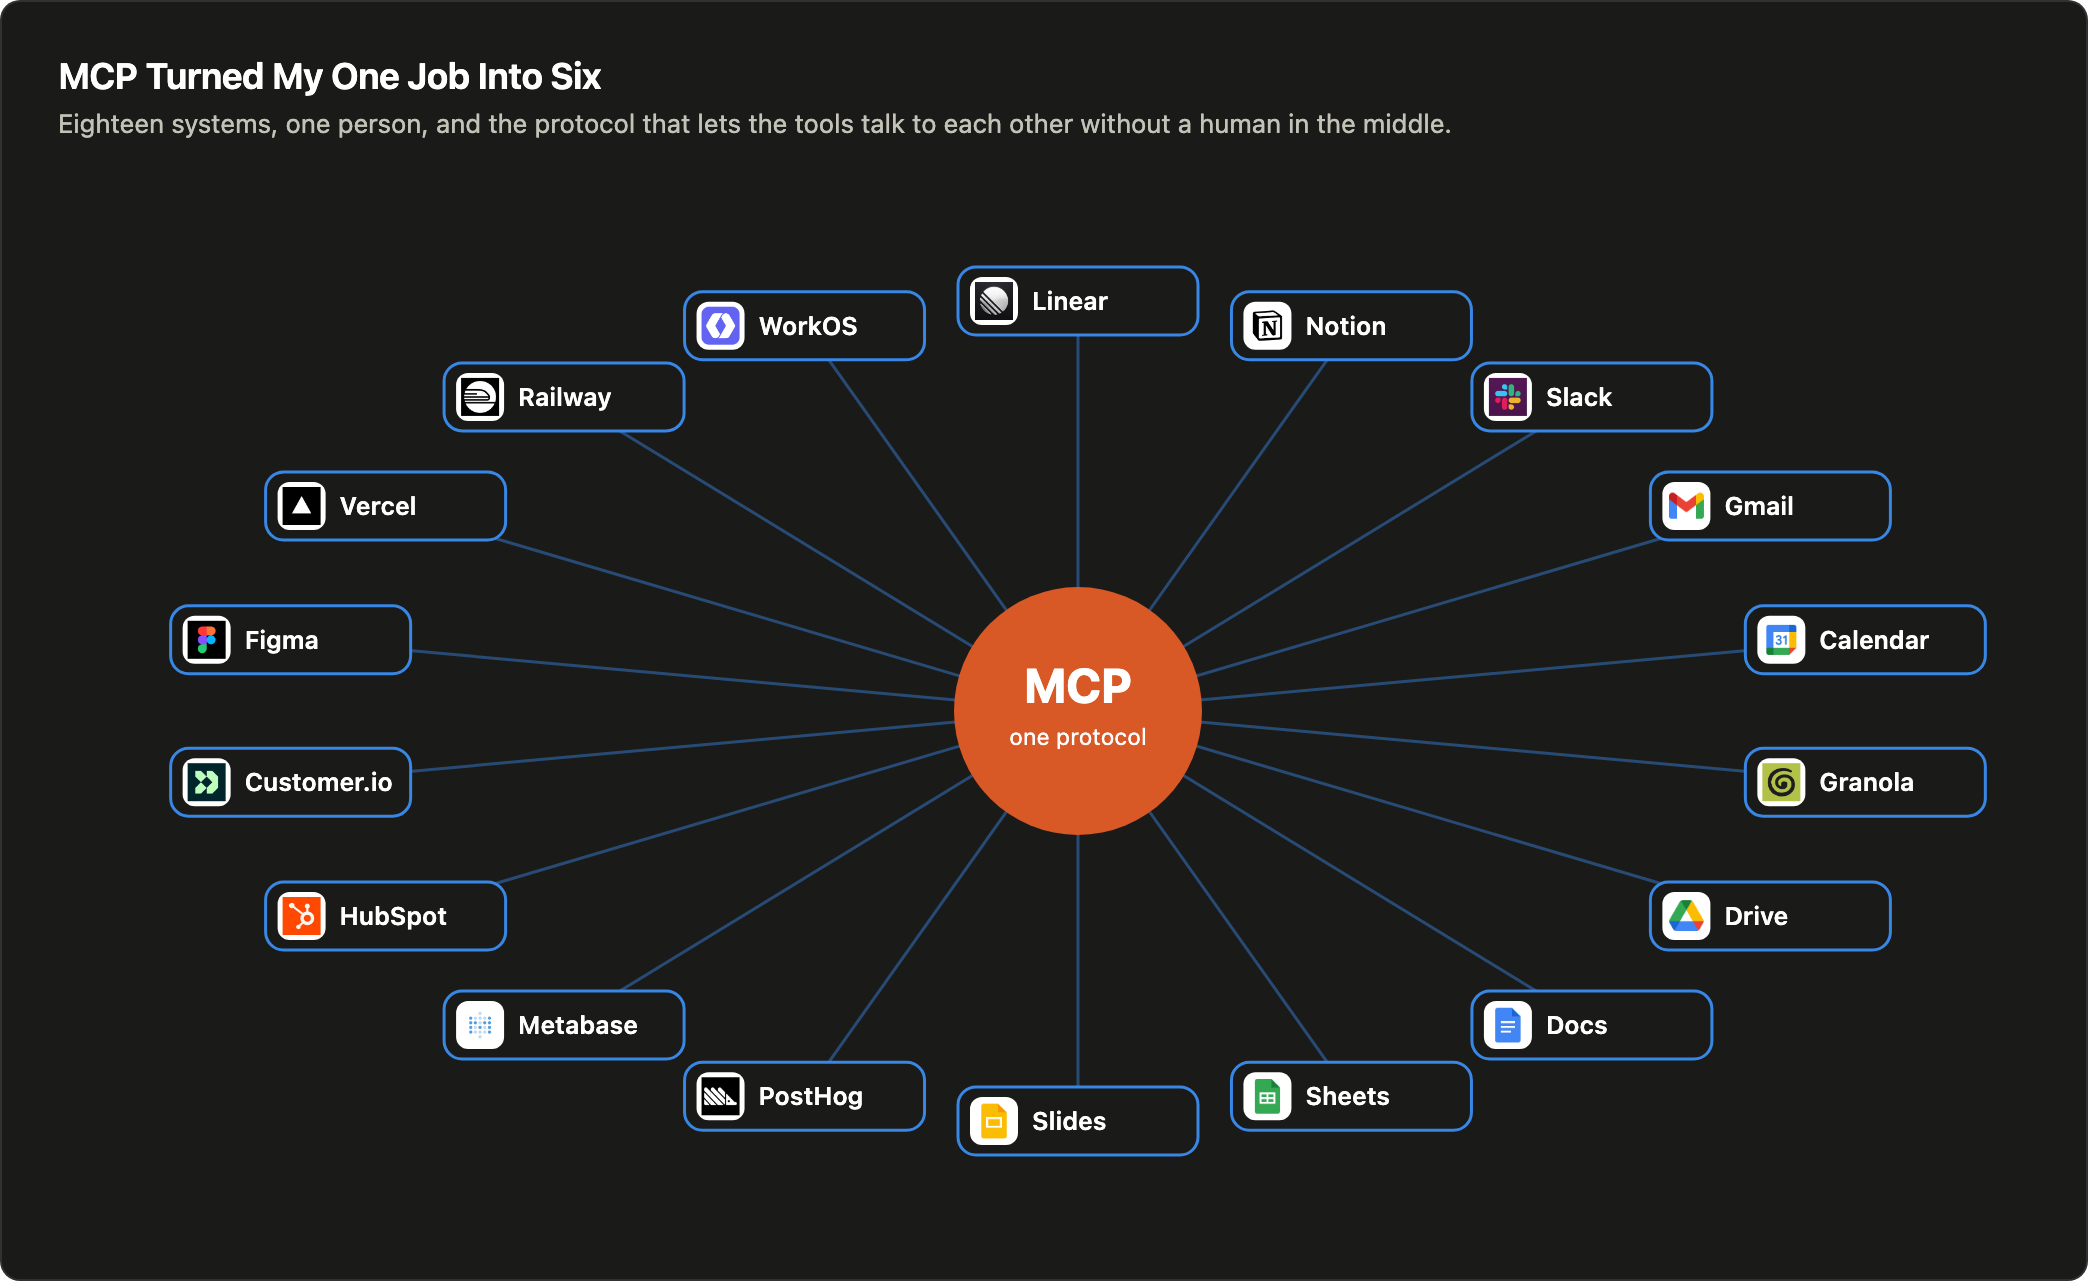 MCP Turned My One Job Into Six
Eighteen systems, one person, and the protocol that lets the tools talk to each other without a human in the middle.
Linear
WorkOS
Notion
Railway
Slack
Vercel
Gmail
Figma
31
Calendar
MCP
one protocol
Customer.io
Granola
HubSpot
Drive
Metabase
Docs
PostHog
Sheets
Slides